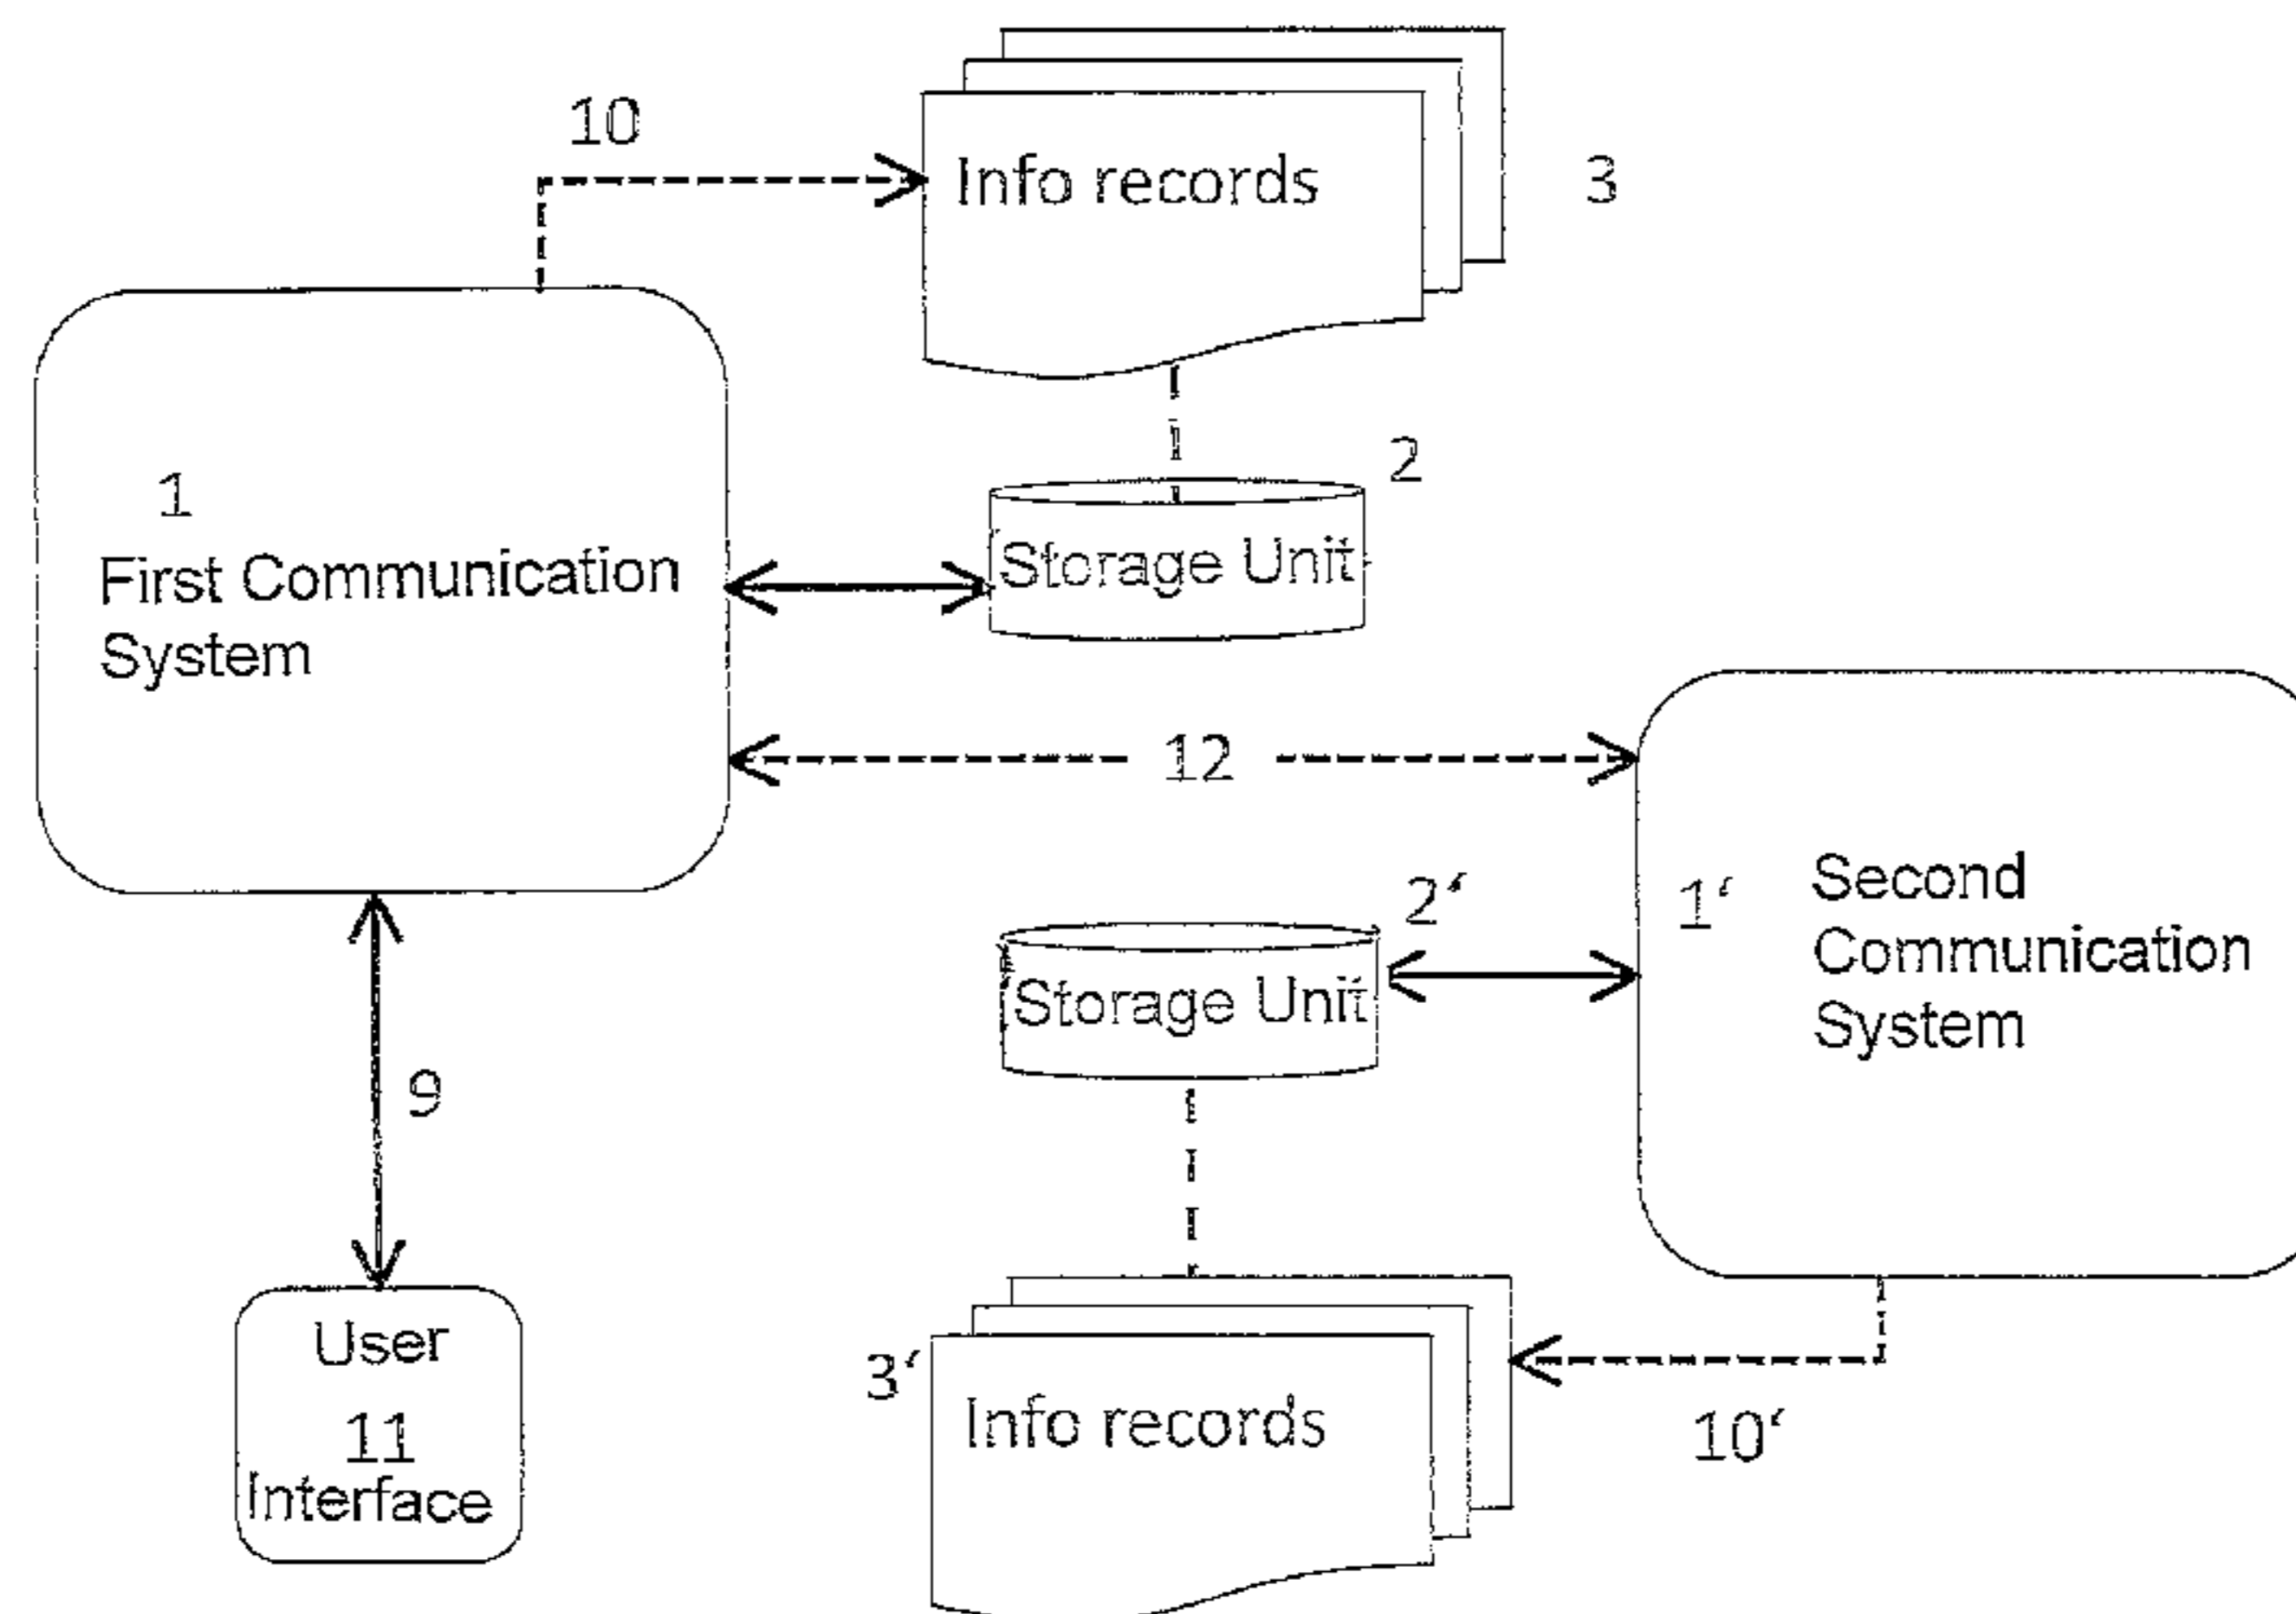 10
Info records
3
2
1
First Communication
System
Storage Unit
12
2‘
1‘
Second
Communication
System
Storage Unit
9
User
11
Interface
3‘
Info records
10‘